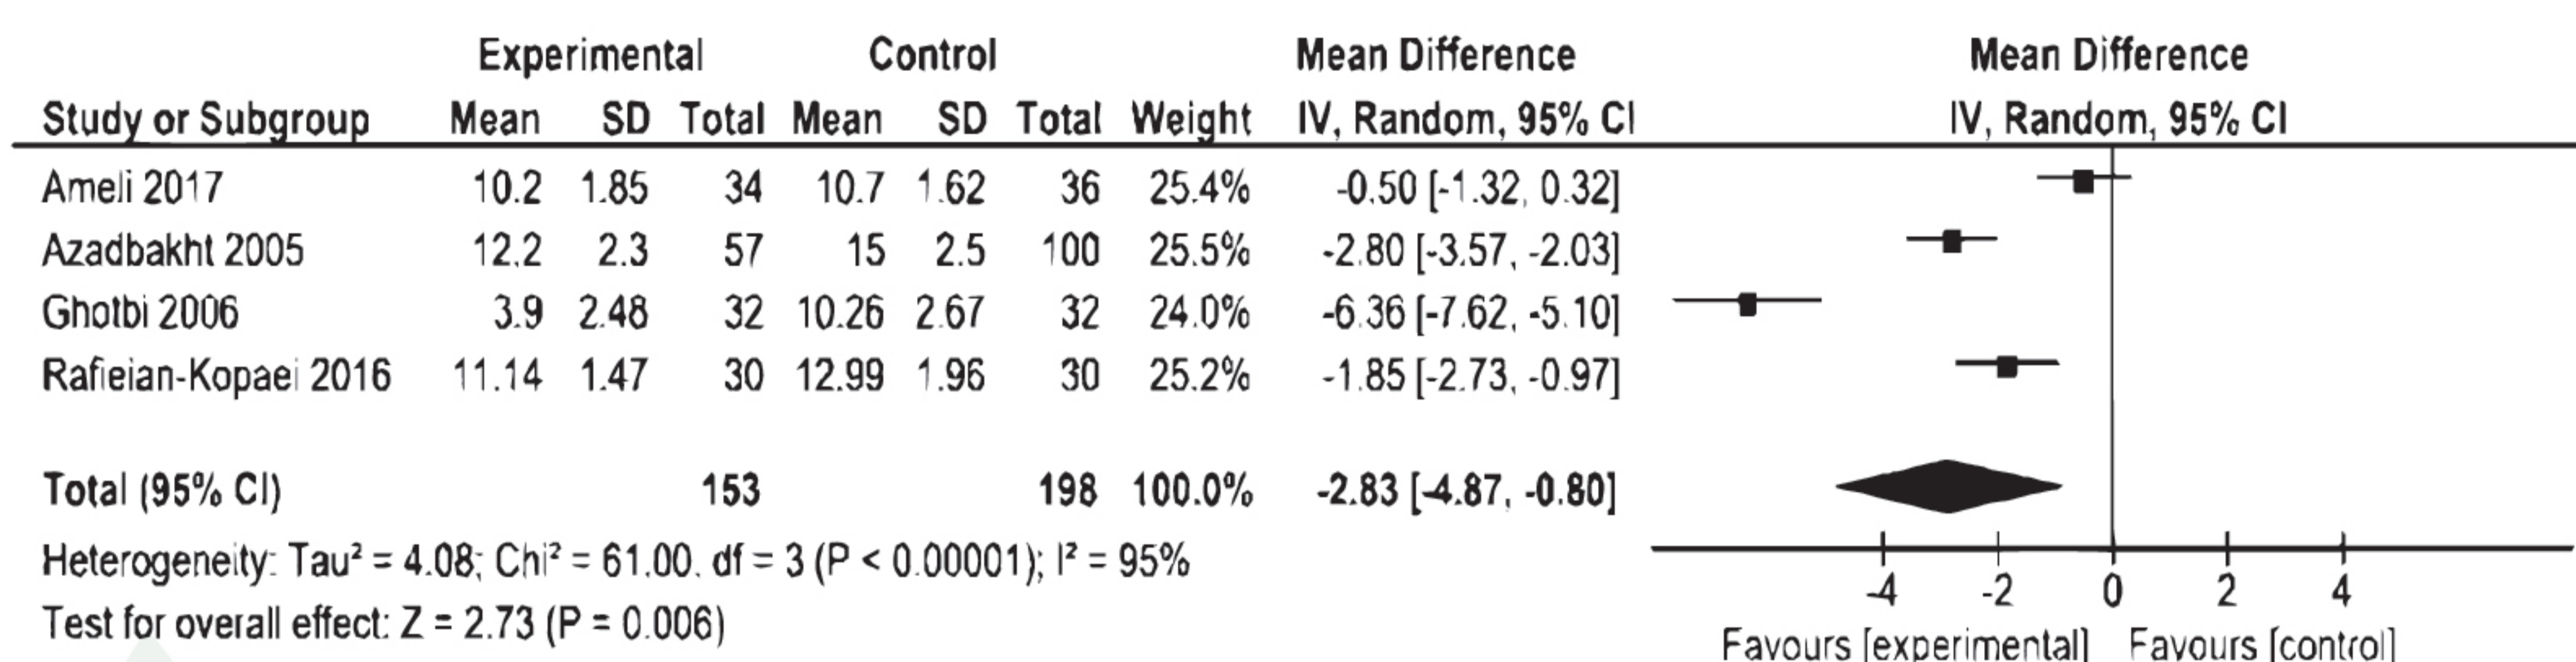 Experimental Control Mean Difference Mean Difference
Study or Subgroup Mean SD Total Mean SD Total Weight IV, Random, 95% CI IV, Random, 95% CI
Ameli 2017 10.2 1.85 34 10.7 1.62 36 25.4% -0.50 [-1.32, 0.32]
Azadbakht 2005 12.2 2.3 57 15 2.5 100 25.5% -2.80 [-3.57, -2.03]
Ghotbi 2006 3.9 2.48 32 10.26 2.67 32 24.0% -6.36 [-7.62, -5.10]
Rafieian-Kopaei 2016 11.14 1.47 30 12.99 1.96 30 25.2% -1.85 [-2.73, -0.97]
Total (95% CI) 153 198 100.0% -2.83 [-4.87, -0.80]
Heterogeneity: Tau² = 4.08; Chi² = 61.00. df = 3 (P < 0.00001); I² = 95%
-4 -2 0 2 4
Test for overall effect: Z = 2.73 (P = 0.006)
Favours [experimental] Favours [control]